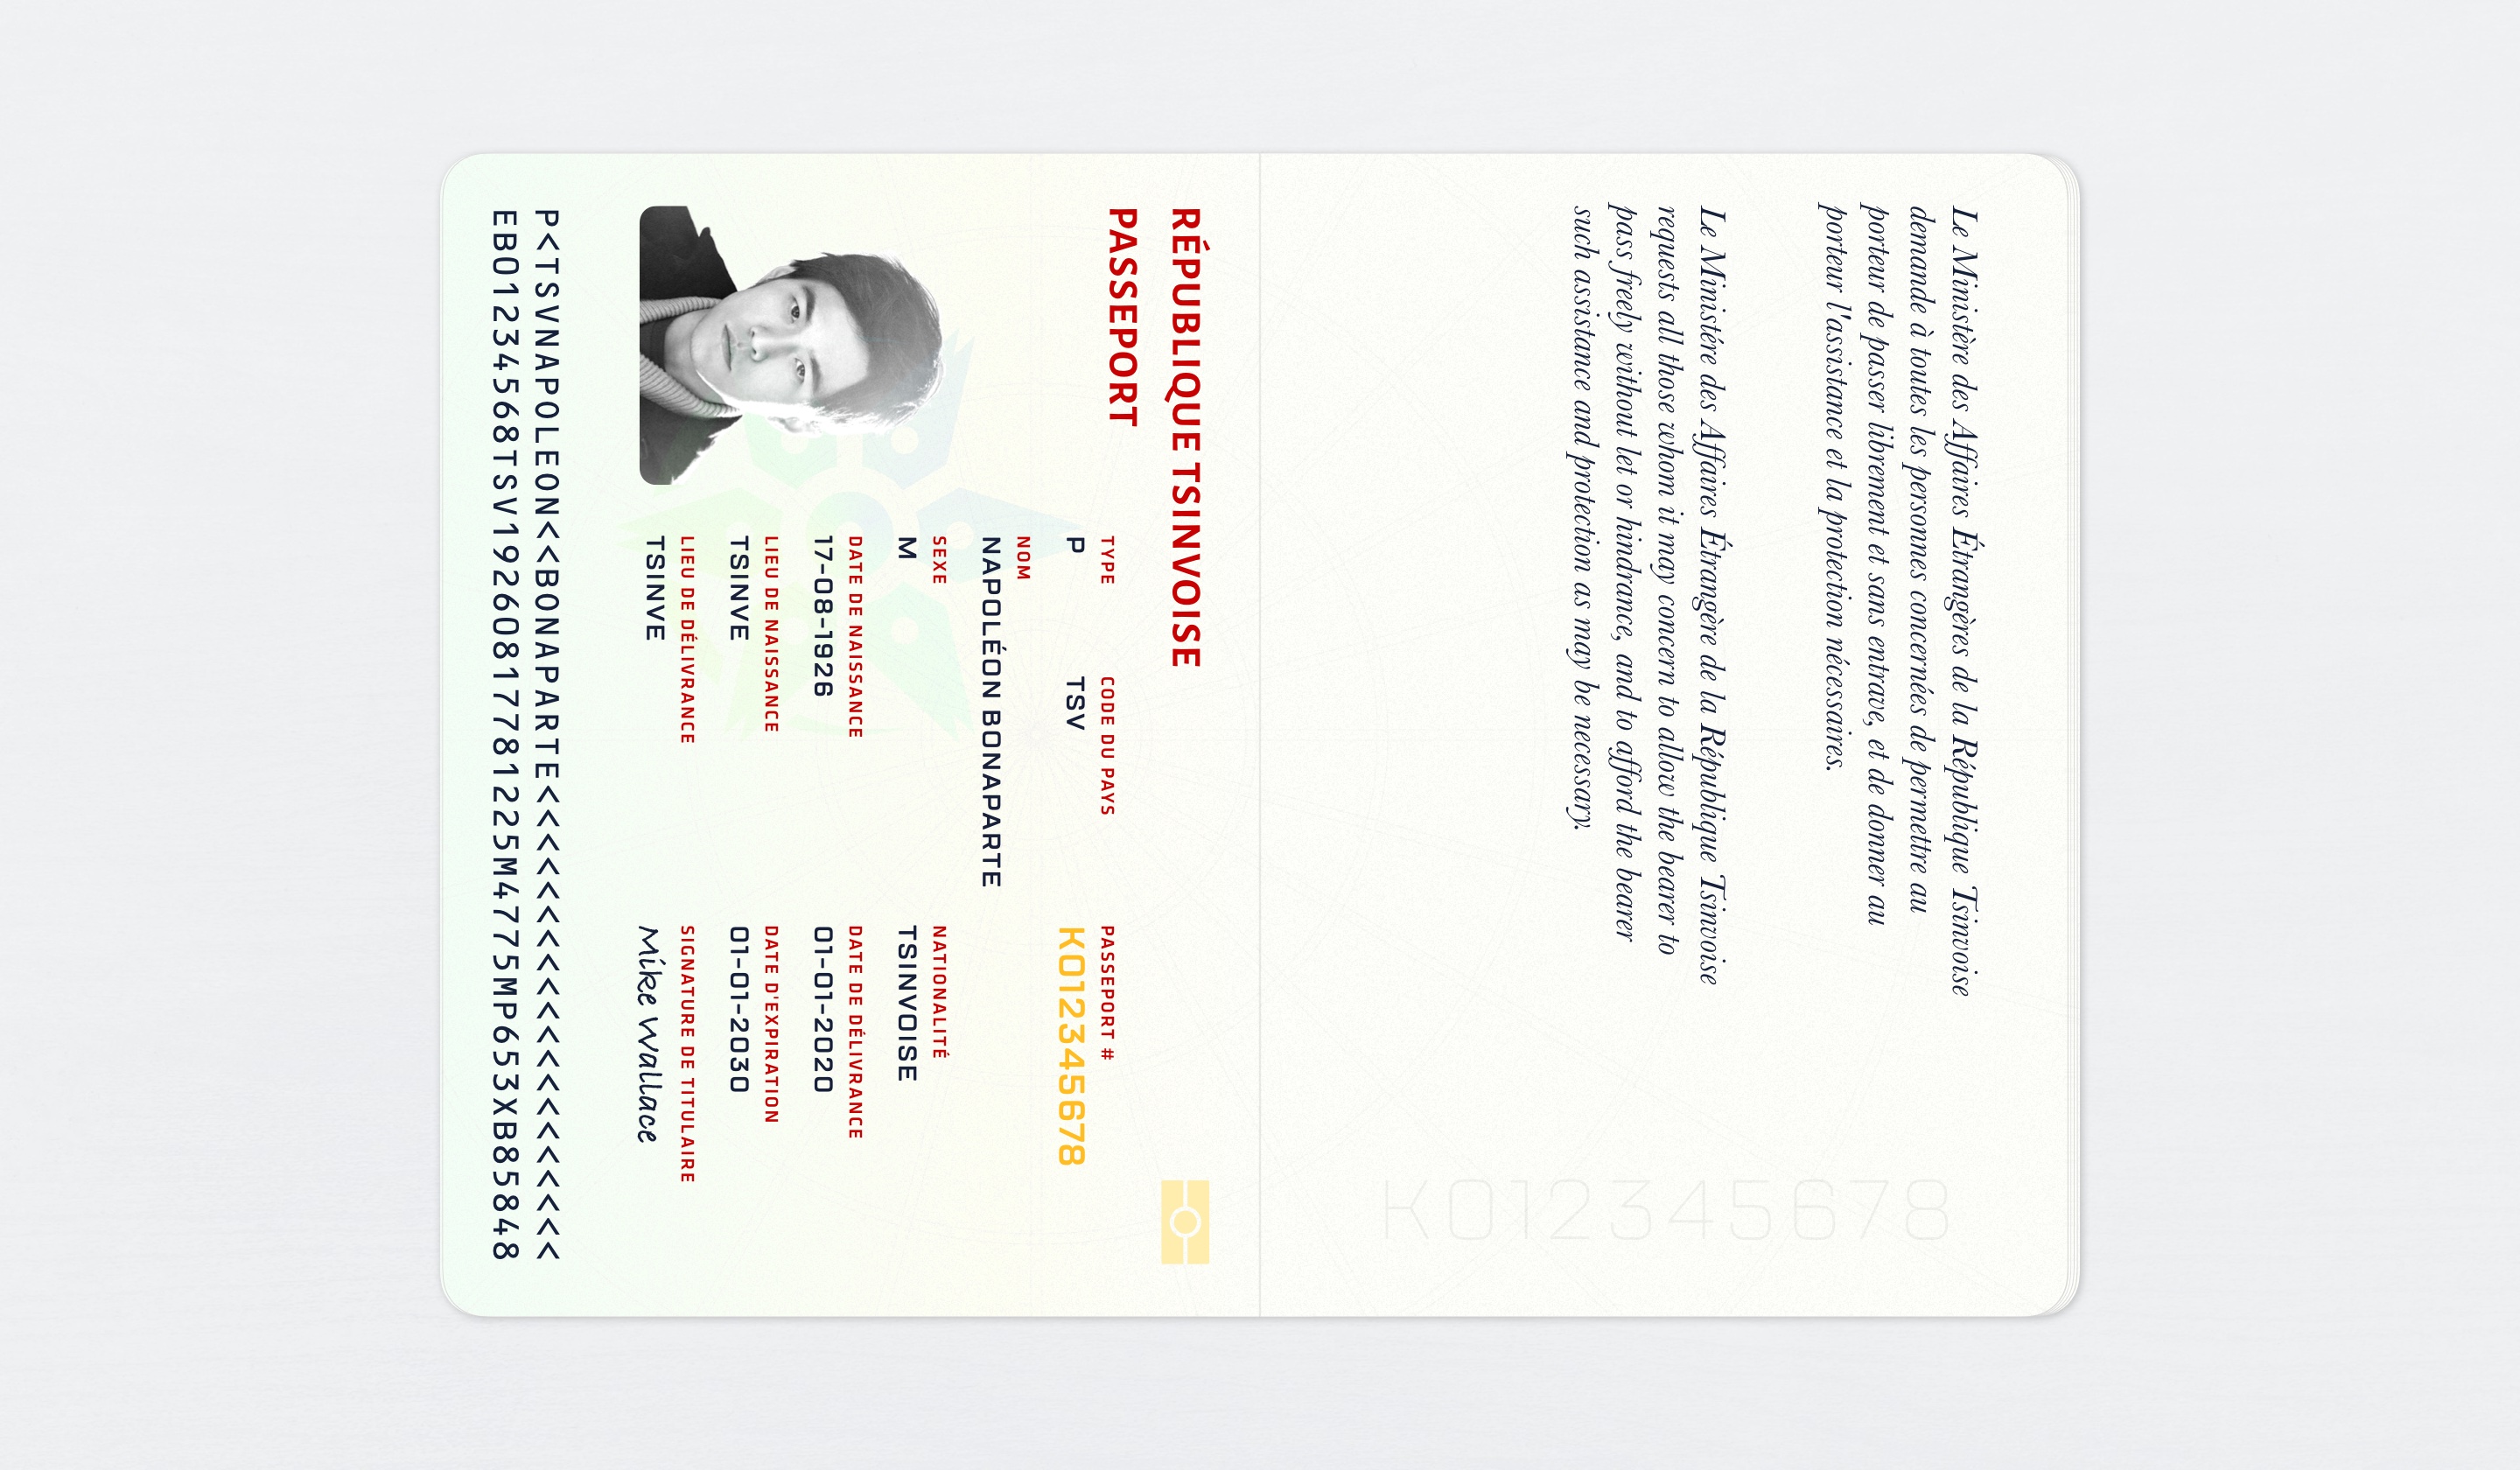 Le Ministère des Affaires Étrangères de la République Tsinvoise
demande à toutes les personnes concernées de permettre au
porteur de passer librement et sans entrave, et de donner au
porteur l'assistance et la protection nécessaires.
Le Ministére des Affaires Étrangère de la République Tsinvoise
requests all those whom it may concern to allow the bearer to
pass freely without let or hindrance, and to afford the bearer
such assistance and protection as may be necessary.
K012345678
RÉPUBLIQUE TSINVOISE
PASSEPORT
TYPE CODE DU PAYS PASSEPORT #
P TSV K012345678
NOM
NAPOLÉON BONAPARTE
SEXE NATIONALITÉ
M TSINVOISE
DATE DE NAISSANCE DATE DE DÉLIVRANCE
17-08-1926 01-01-2020
LIEU DE NAISSANCE DATE D'EXPIRATION
TSINVE 01-01-2030
LIEU DE DÉLIVRANCE SIGNATURE DE TITULAIRE
TSINVE Mike Wallace
P<TSVNAPOLEON<<BONAPARTE<<<<<<<<<<<<<<<<<<<<
EB01234568TSV19260817781225M4775MP653XB85848